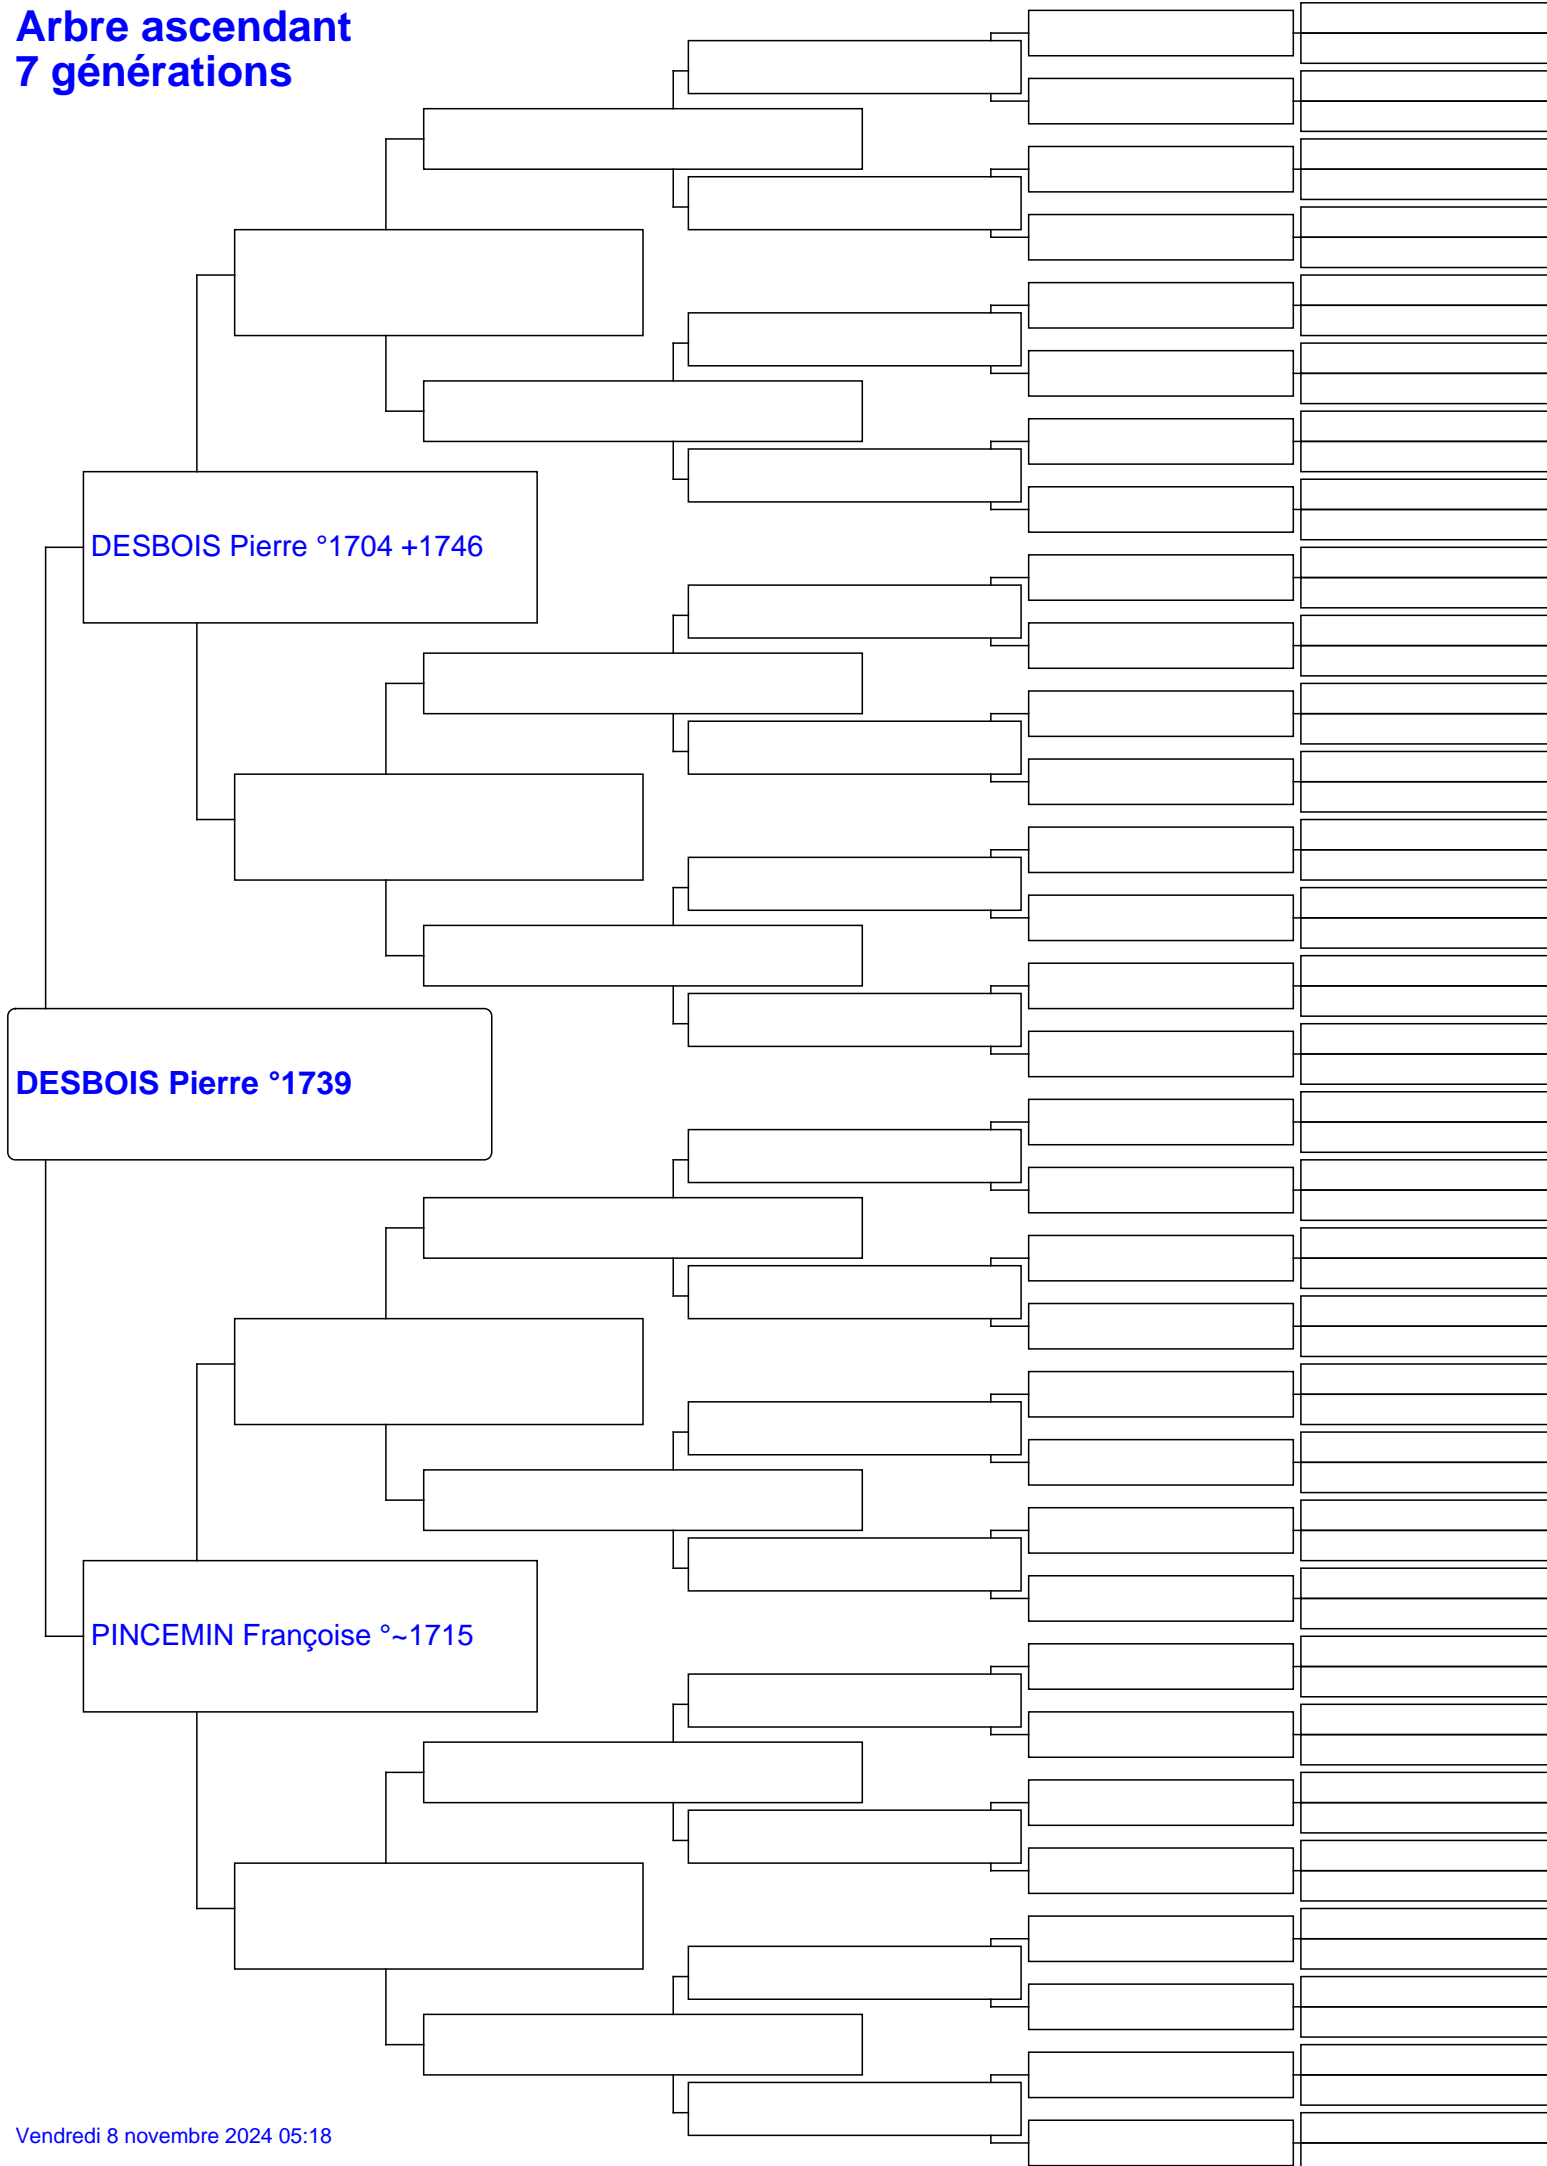 Arbre ascendant
7 générations
DESBOIS Pierre °1704 +1746
DESBOIS Pierre °1739
PINCEMIN Françoise °~1715
Vendredi 8 novembre 2024 05:18